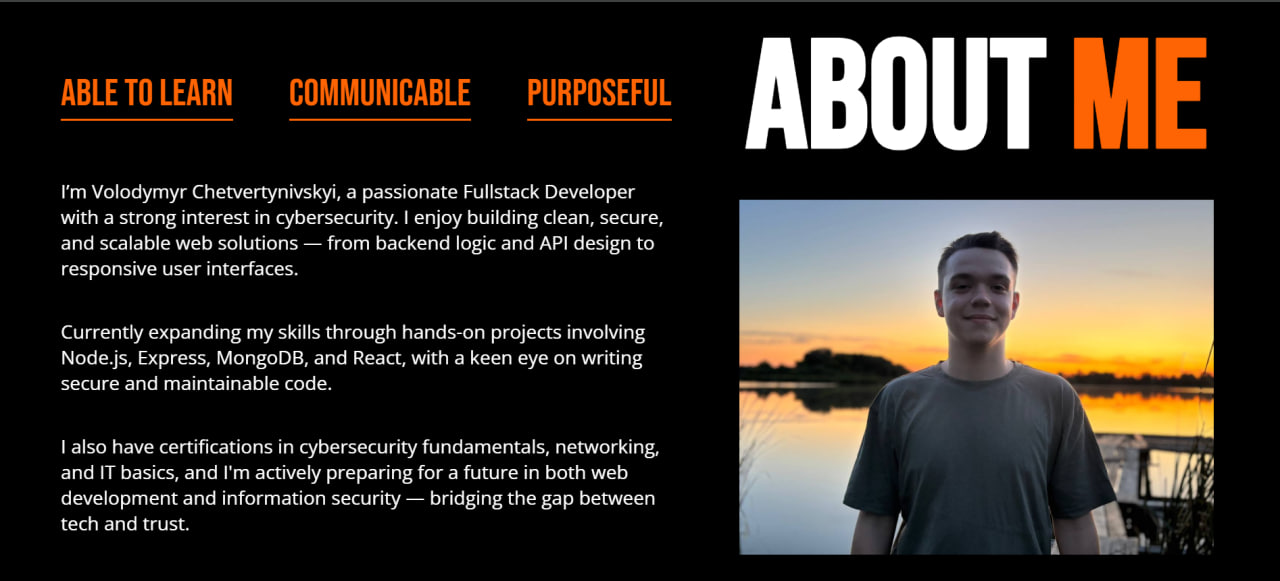 ABOUT ME
ABLE TO LEARN
COMMUNICABLE
PURPOSEFUL
I’m Volodymyr Chetvertynivskyi, a passionate Fullstack Developer
with a strong interest in cybersecurity. I enjoy building clean, secure,
and scalable web solutions — from backend logic and API design to
responsive user interfaces.
Currently expanding my skills through hands-on projects involving
Node.js, Express, MongoDB, and React, with a keen eye on writing
secure and maintainable code.
I also have certifications in cybersecurity fundamentals, networking,
and IT basics, and I'm actively preparing for a future in both web
development and information security — bridging the gap between
tech and trust.